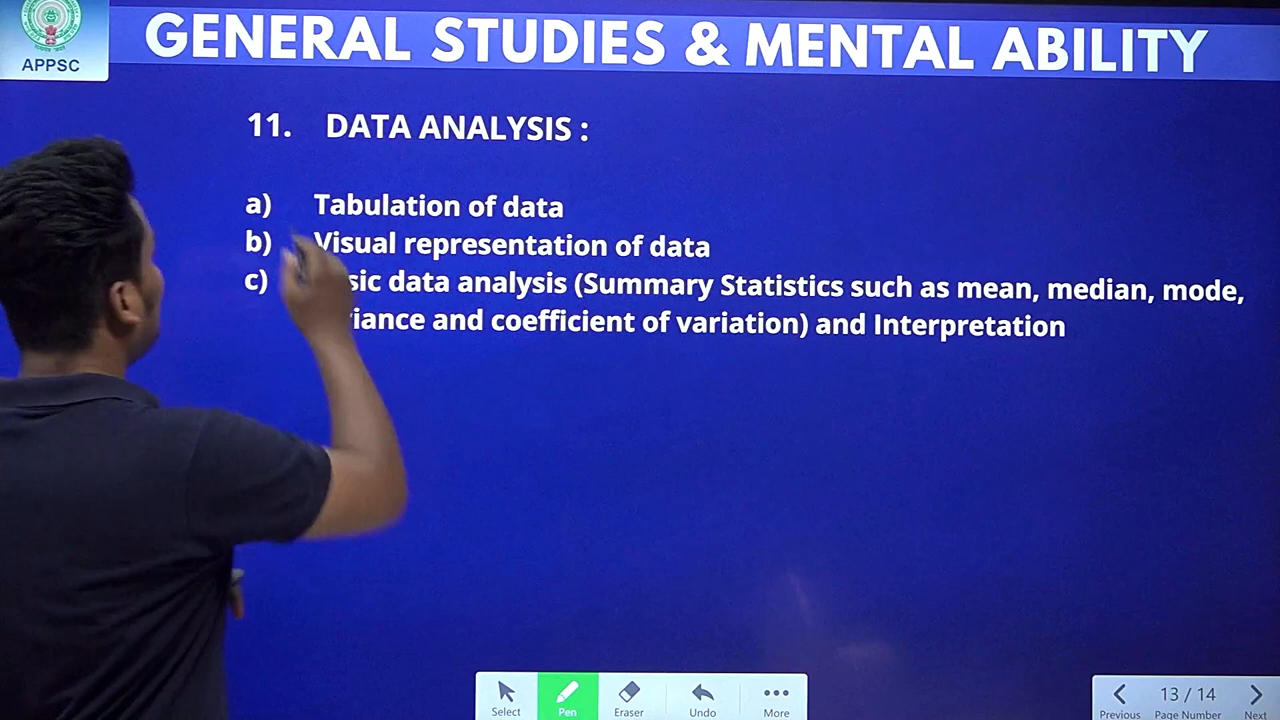 APPSC
GENERAL STUDIES & MENTAL ABILITY
11. DATA ANALYSIS :
a) Tabulation of data
b) Visual representation of data
c) data analysis (Summary Statistics such as mean, median, mode,
and coefficient of variation) and Interpretation
Select Pen Eraser Undo More
13 / 14
Previous Page Number Next